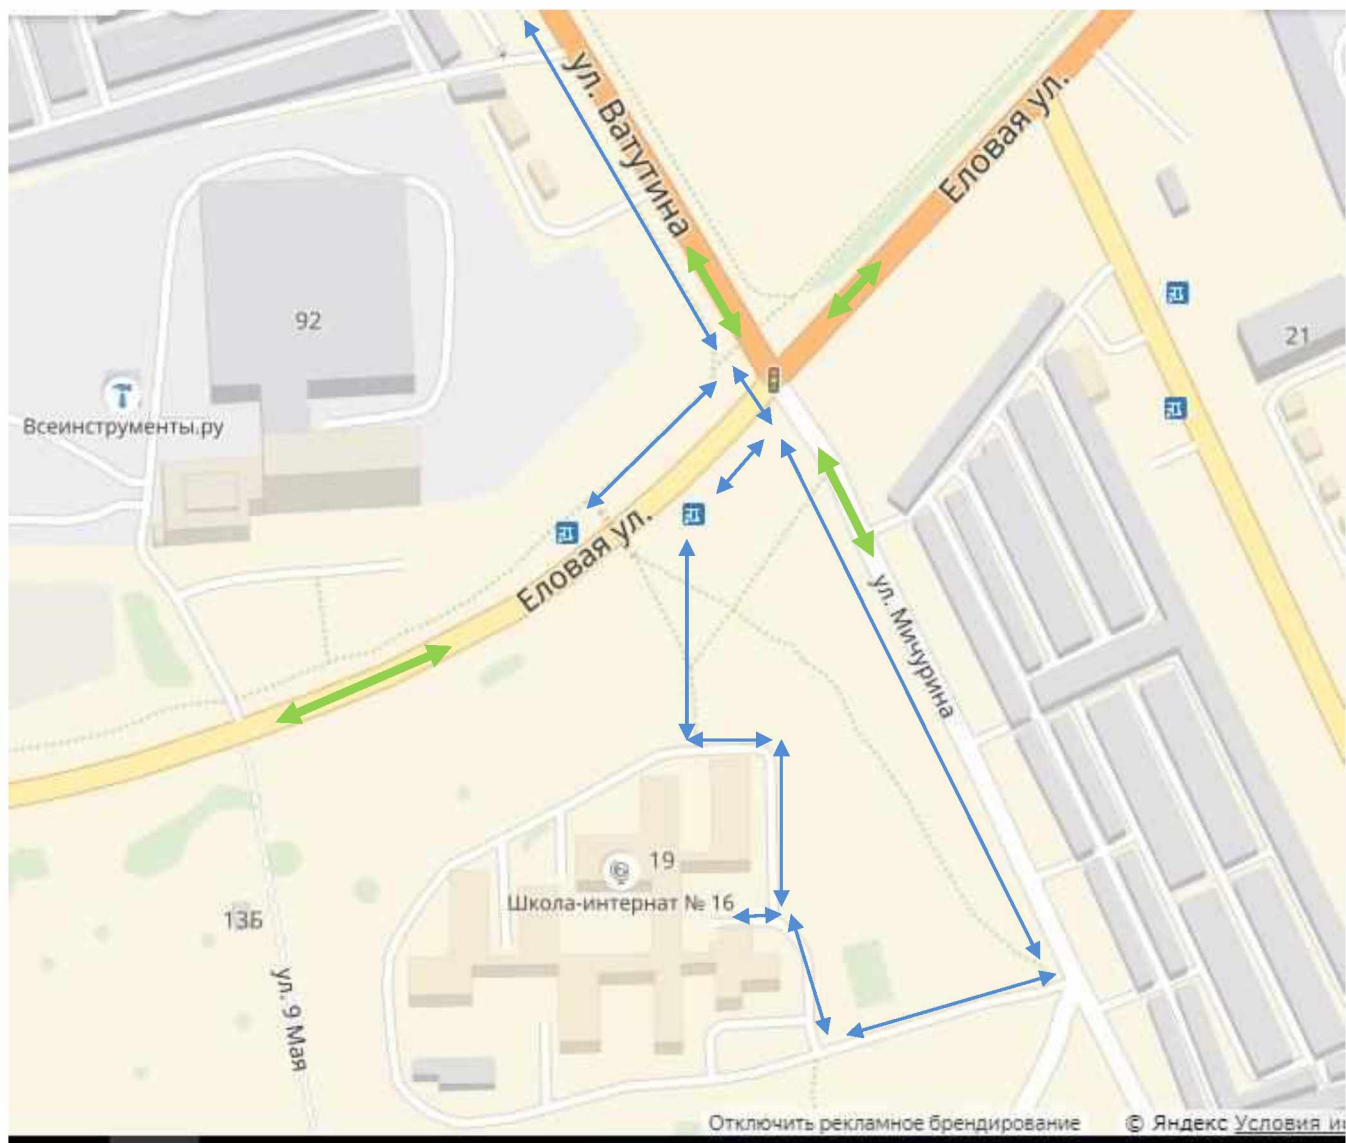 ул. Ватутина
Еловая ул.
92
21
Всеинструменты.ру
Еловая ул.
ул. Мичурина
19
Школа-интернат № 16
13Б
ул. 9 Мая
Отключить рекламное брендирование © Яндекс Условия